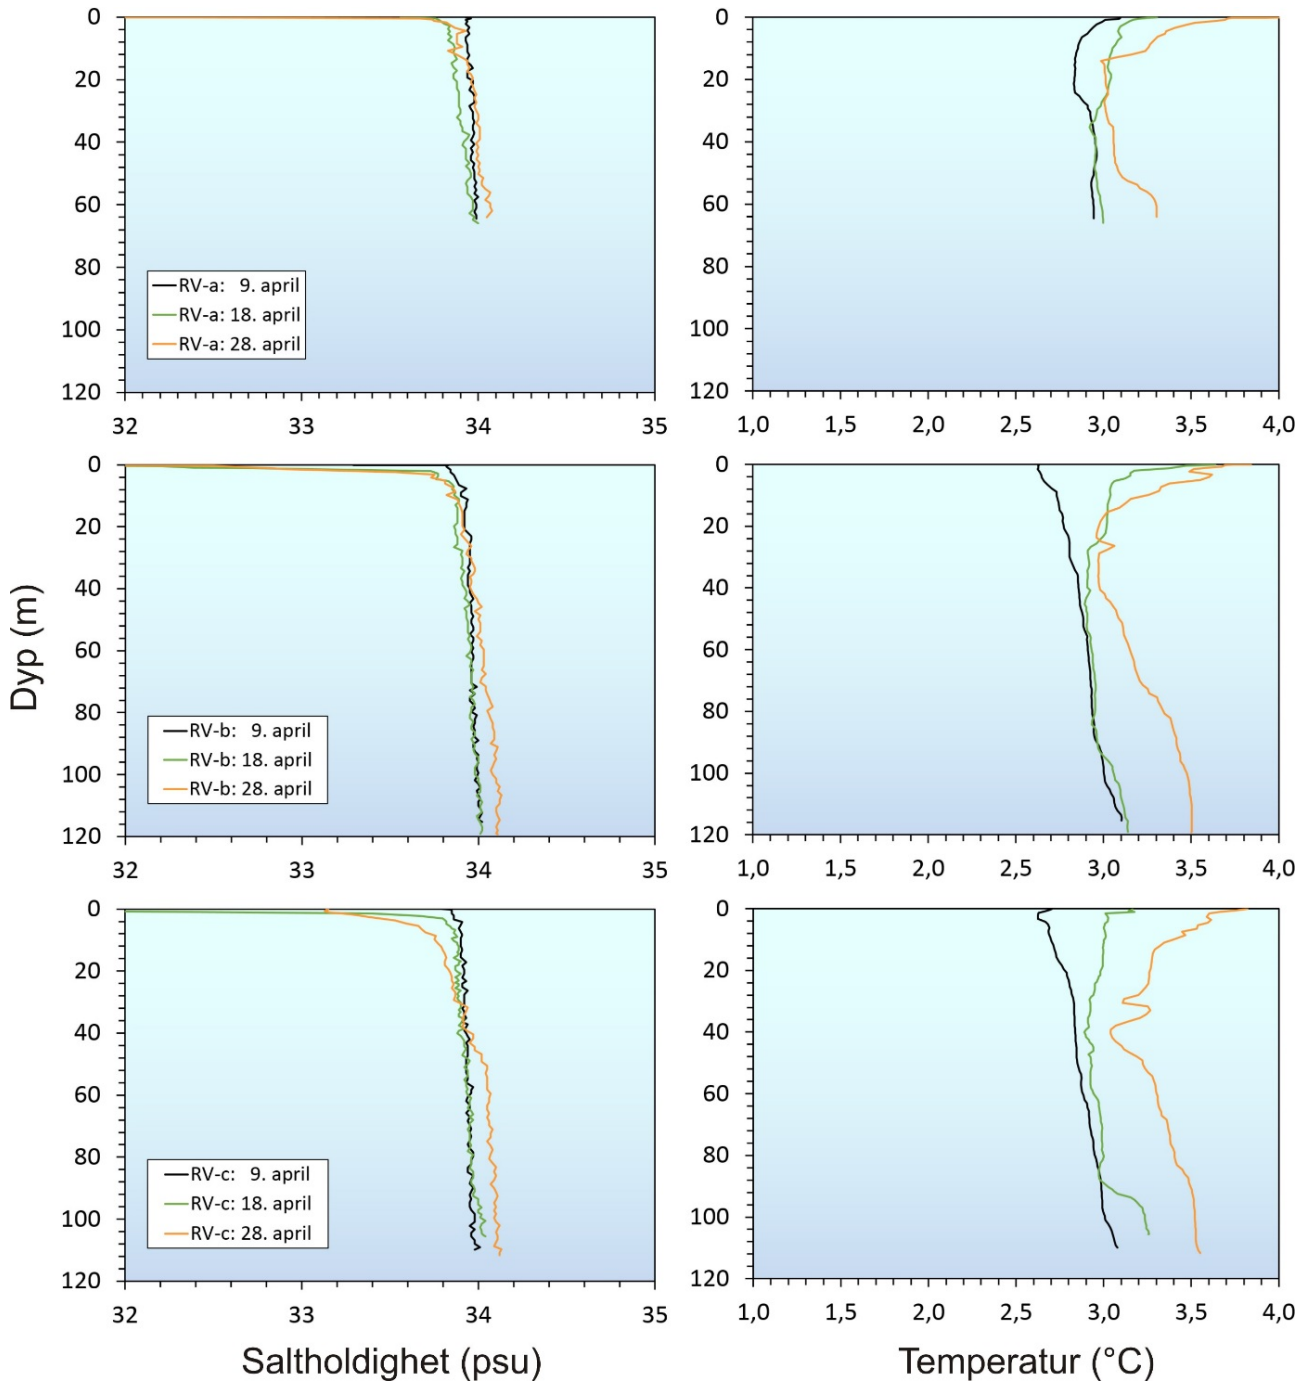 0
20
40
60
80
100
120
32 33 34 35
RV-a: 9. april
RV-a: 18. april
RV-a: 28. april
0
20
40
60
80
100
120
1,0 1,5 2,0 2,5 3,0 3,5 4,0
Dyp (m)
0
20
40
60
80
100
120
32 33 34 35
RV-b: 9. april
RV-b: 18. april
RV-b: 28. april
0
20
40
60
80
100
120
1,0 1,5 2,0 2,5 3,0 3,5 4,0
0
20
40
60
80
100
120
32 33 34 35
RV-c: 9. april
RV-c: 18. april
RV-c: 28. april
0
20
40
60
80
100
120
1,0 1,5 2,0 2,5 3,0 3,5 4,0
Saltholdighet (psu)
Temperatur (°C)